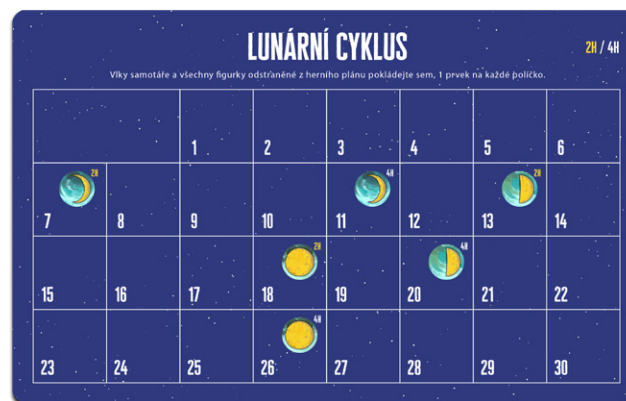 LUNÁRNÍ CYKLUS
2H / 4H
Vlky samotáře a všechny figurky odstraněné z herního plánu pokládejte sem, 1 prvek na každé políčko.
1 2 3 4 5 6
2H 4H 2H
7 8 9 10 11 12 13 14
2H 4H
15 16 17 18 19 20 21 22
4H
23 24 25 26 27 28 29 30